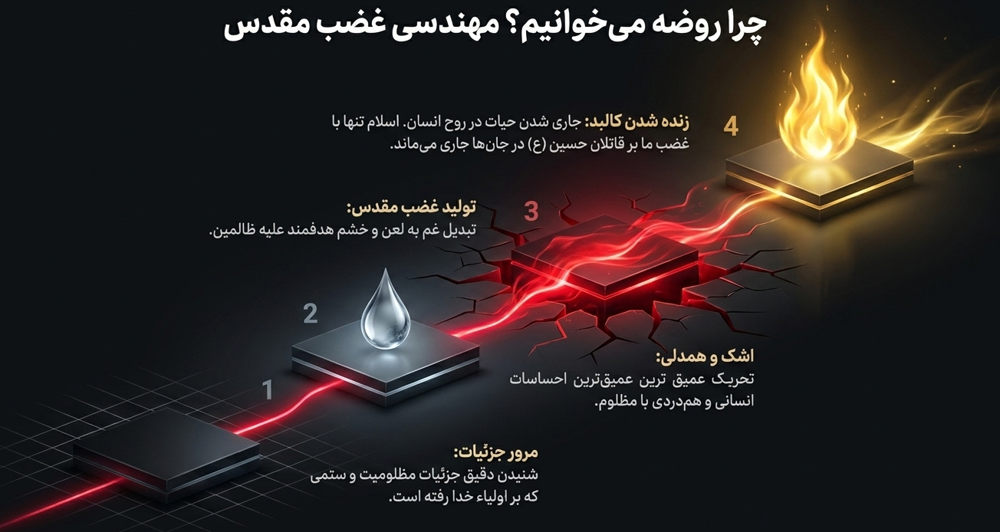 چرا روضه می‌خوانیم؟ مهندسی غضب مقدس
4
زنده شدن کالبد: جاری شدن حیات در روح انسان. اسلام تنها با
غضب ما بر قاتلان حسین (ع) در جان‌ها جاری می‌ماند.
3
تولید غضب مقدس:
تبدیل غم به لعن و خشم هدفمند علیه ظالمین.
2
اشک و همدلی:
تحریک عمیق ترین عمیق‌ترین احساسات
انسانی و هم‌دردی با مظلوم.
1
مرور جزئیات:
شنیدن دقیق جزئیات مظلومیت و ستمی
که بر اولیاء خدا رفته است.